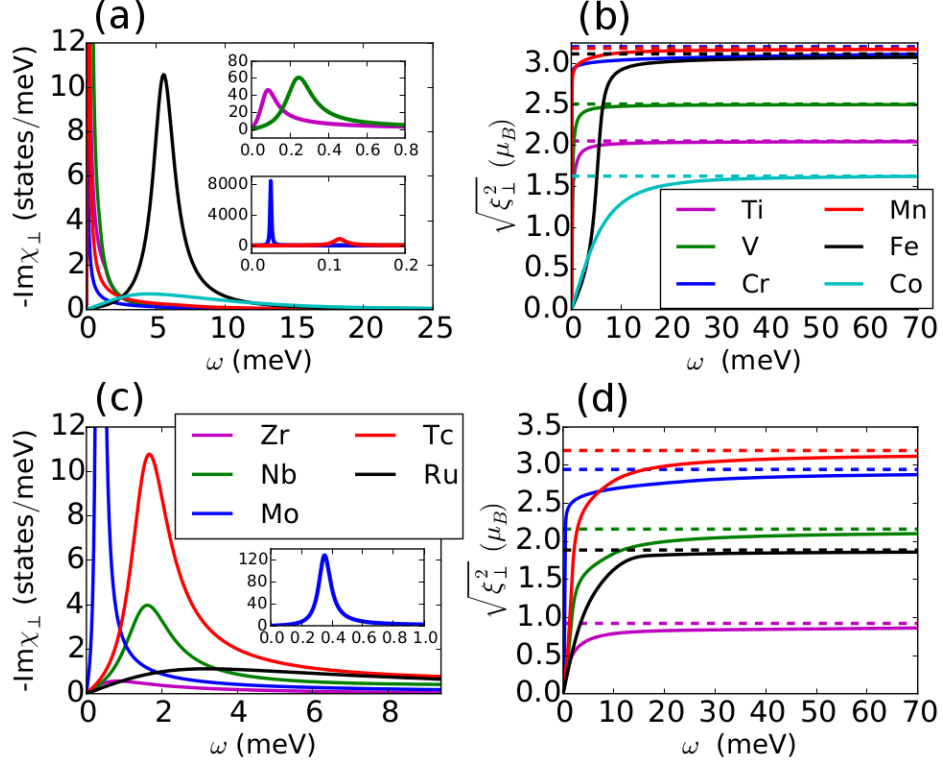 (a)
-Imχ⊥ (states/meV)
12
10
8
6
4
2
0
0 5 10 15 20 25
ω (meV)
80
60
40
20
0
0.0 0.2 0.4 0.6 0.8
8000
4000
0
0.0 0.1 0.2
(b)
√ξ²⊥ (μB)
3.0
2.5
2.0
1.5
1.0
0.5
0.0
0 10 20 30 40 50 60 70
ω (meV)
Ti Mn
V Fe
Cr Co
(c)
-Imχ⊥ (states/meV)
12
10
8
6
4
2
0
0 2 4 6 8
ω (meV)
Zr Tc
Nb Ru
Mo
120
80
40
0
0.0 0.2 0.4 0.6 0.8 1.0
(d)
√ξ²⊥ (μB)
3.5
3.0
2.5
2.0
1.5
1.0
0.5
0.0
0 10 20 30 40 50 60 70
ω (meV)